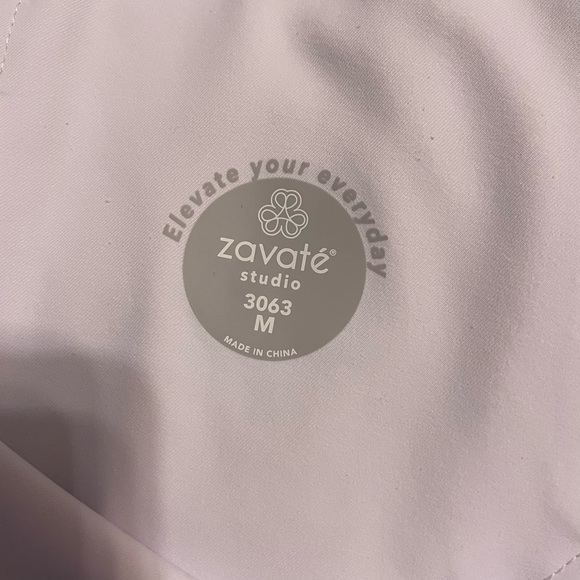 Elevate your everyday
zavaté®
studio
3063
M
MADE IN CHINA